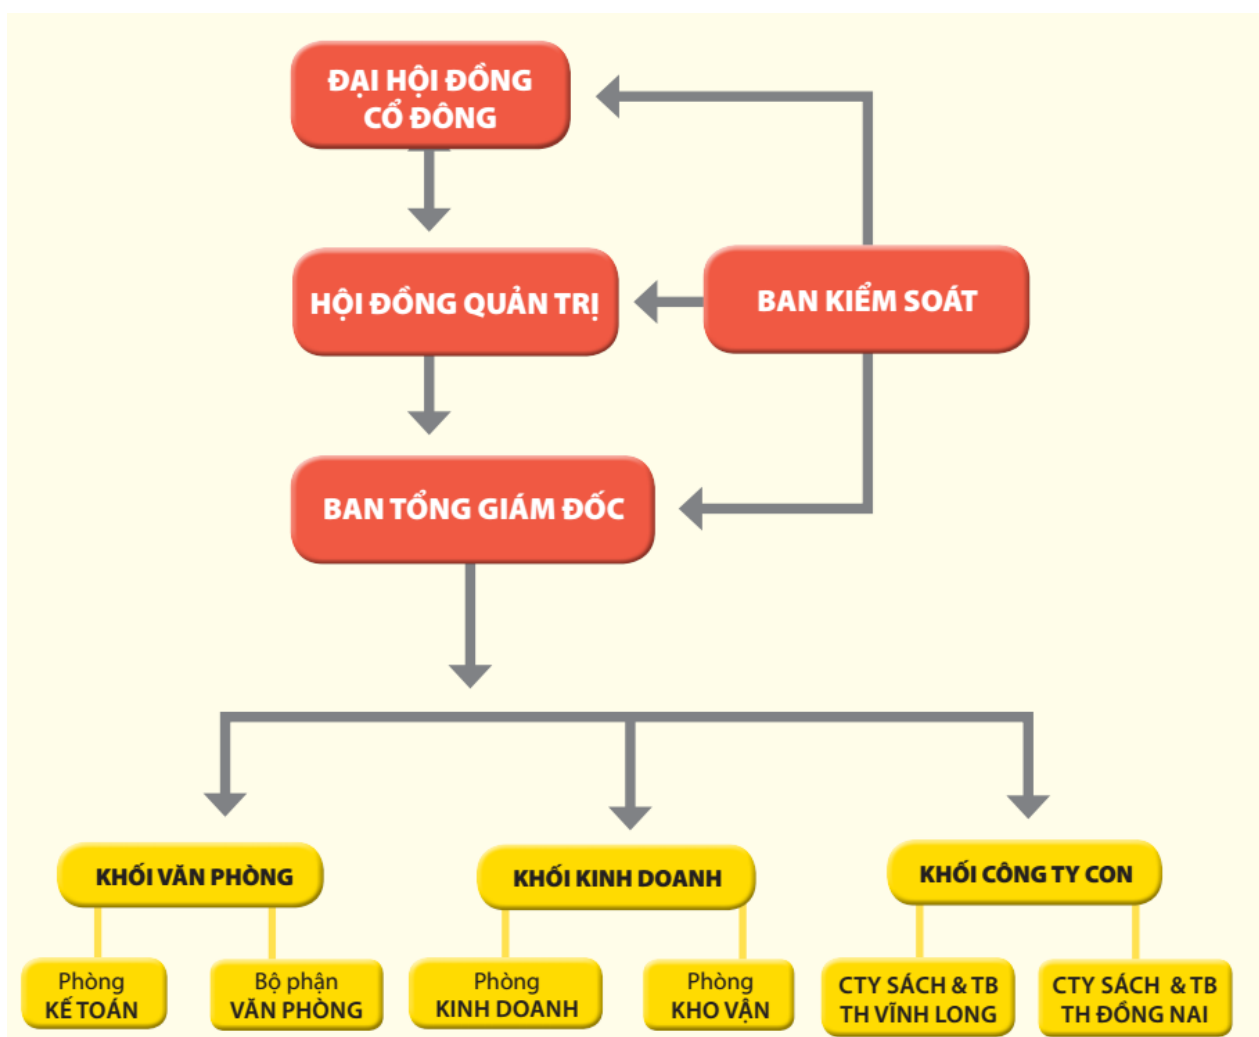 ĐẠI HỘI ĐỒNG
CỔ ĐÔNG
HỘI ĐỒNG QUẢN TRỊ
BAN KIỂM SOÁT
BAN TỔNG GIÁM ĐỐC
KHỐI VĂN PHÒNG
KHỐI KINH DOANH
KHỐI CÔNG TY CON
Phòng
KẾ TOÁN
Bộ phận
VĂN PHÒNG
Phòng
KINH DOANH
Phòng
KHO VẬN
CTY SÁCH & TB
TH VĨNH LONG
CTY SÁCH & TB
TH ĐỒNG NAI